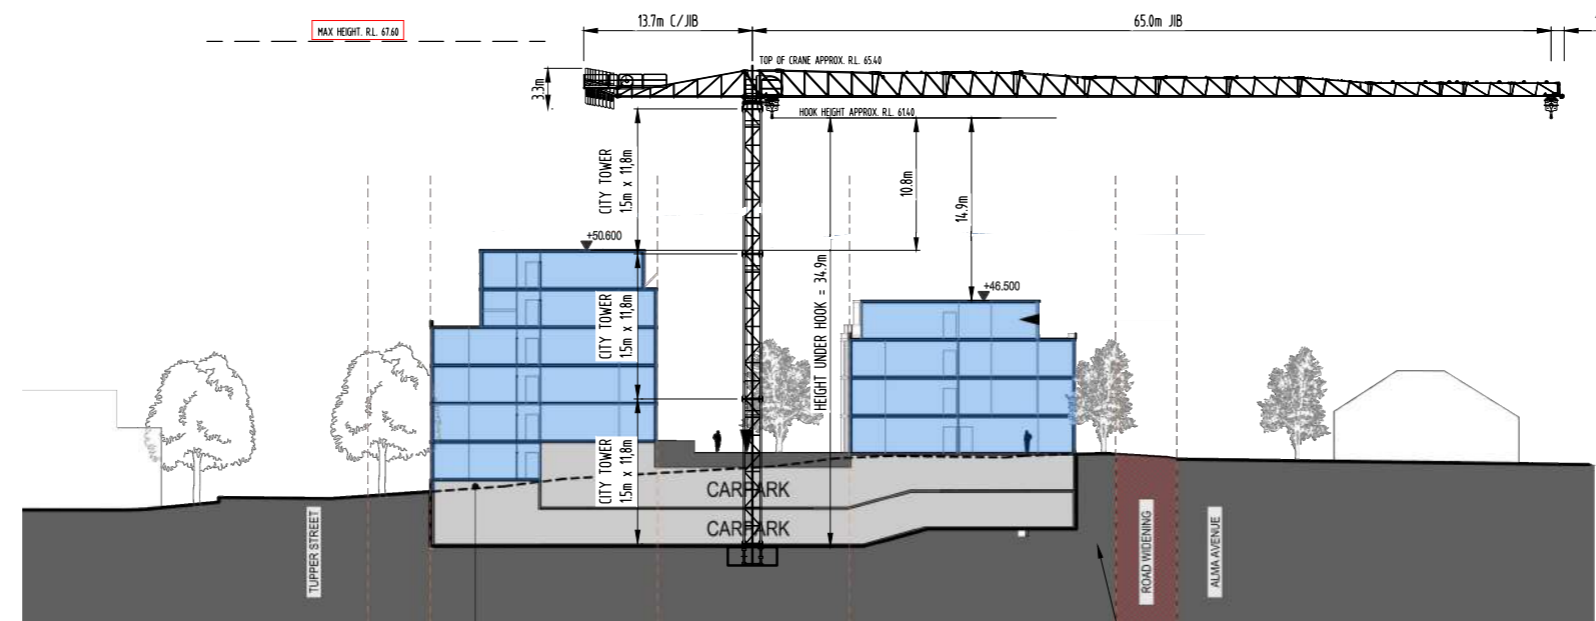 13.7m C/JIB
65.0m JIB
MAX HEIGHT. R.L. 67.60
TOP OF CRANE APPROX. R.L. 65.40
3.3m
HOOK HEIGHT APPROX. R.L. 61.40
CITY TOWER
1.5m x 11,8m
10.8m
14.9m
+50.600
HEIGHT UNDER HOOK = 34.9m
+46.500
CITY TOWER
1.5m x 11,8m
CITY TOWER
1.5m x 11,8m
CARPARK
CARPARK
TUPPER STREET
ROAD WIDENING
ALMA AVENUE